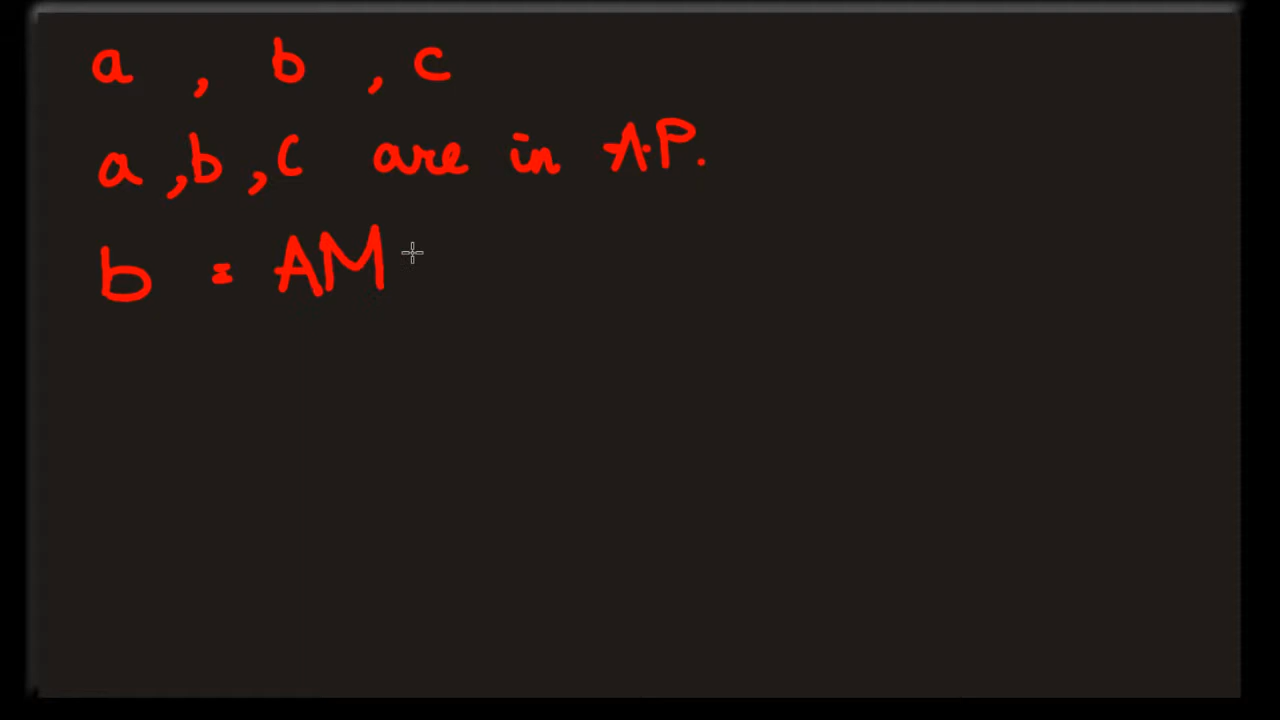 a , b , c
a , b , c are in A.P.
b = AM